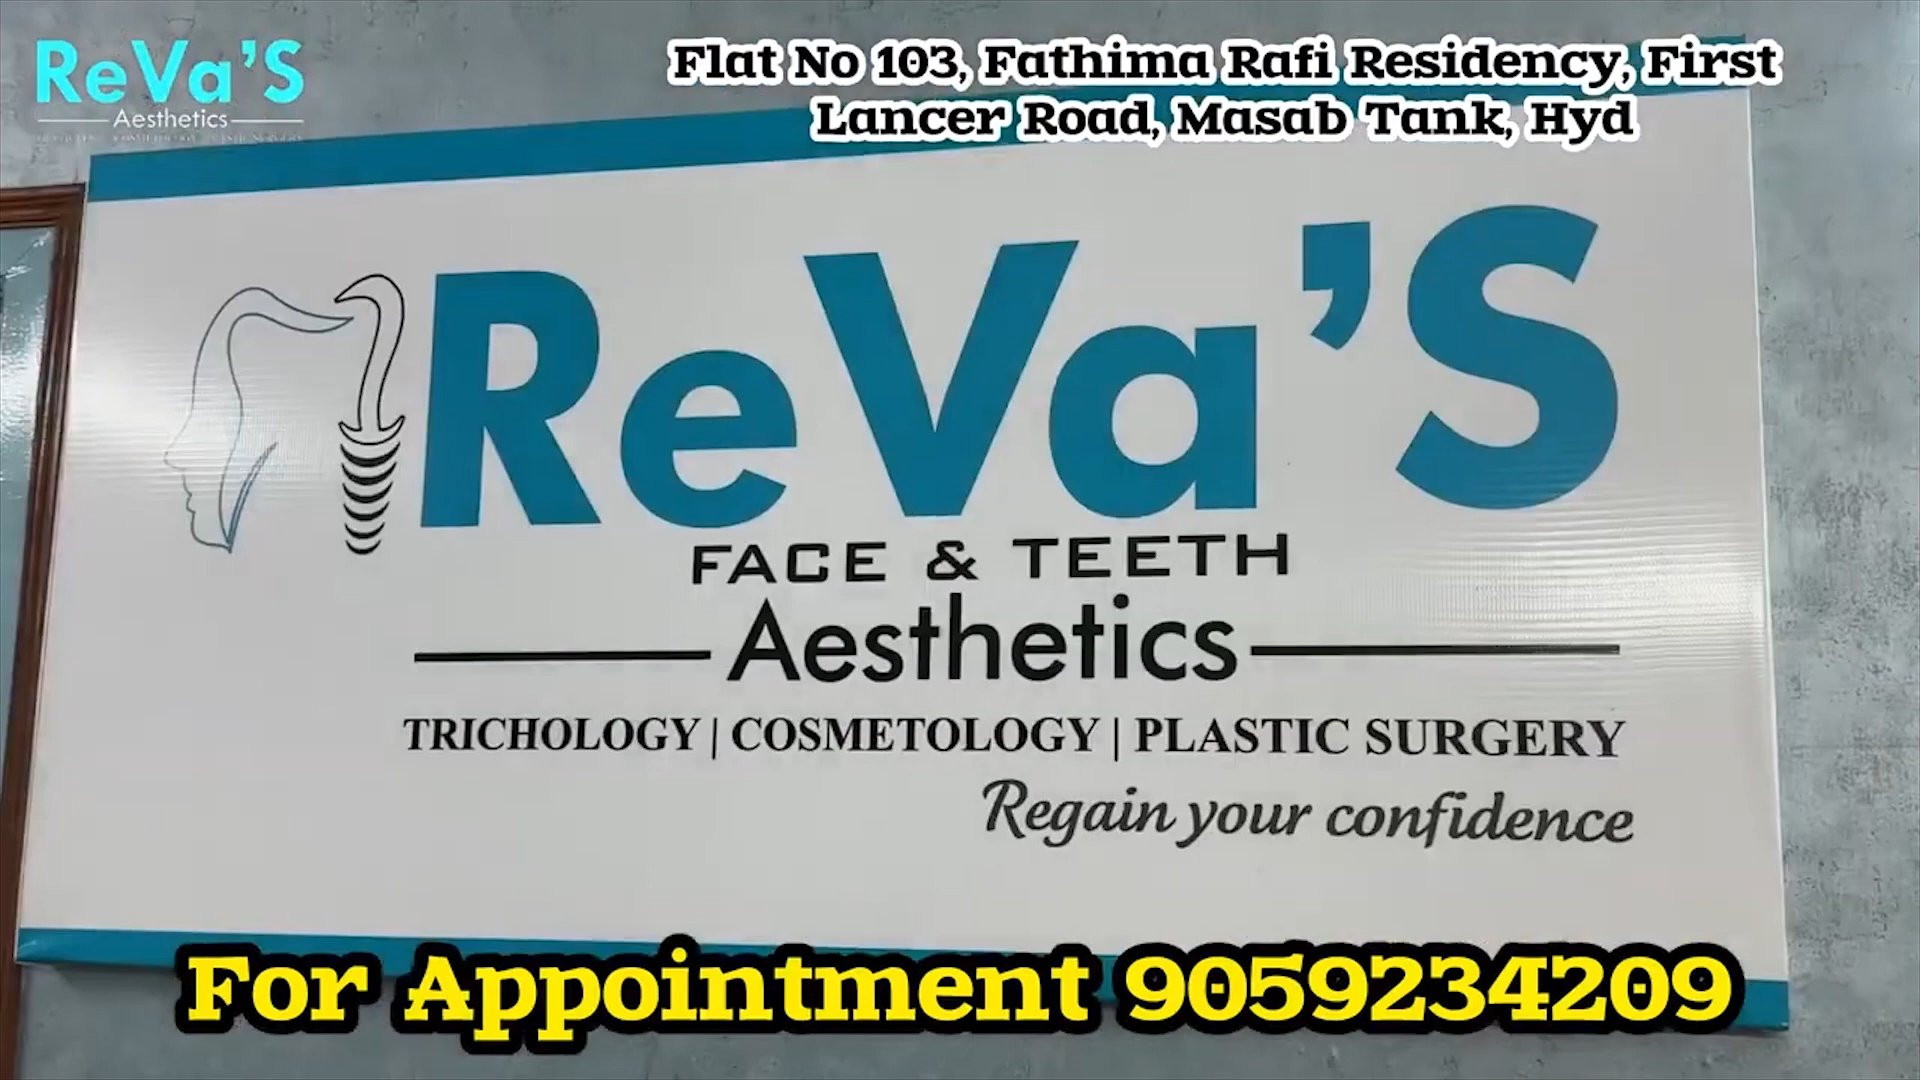 ReVa'S
Aesthetics
Flat No 103, Fathima Rafi Residency, First
Lancer Road, Masab Tank, Hyd
ReVa'S
FACE & TEETH
Aesthetics
TRICHOLOGY | COSMETOLOGY | PLASTIC SURGERY
Regain your confidence
For Appointment 9059234209